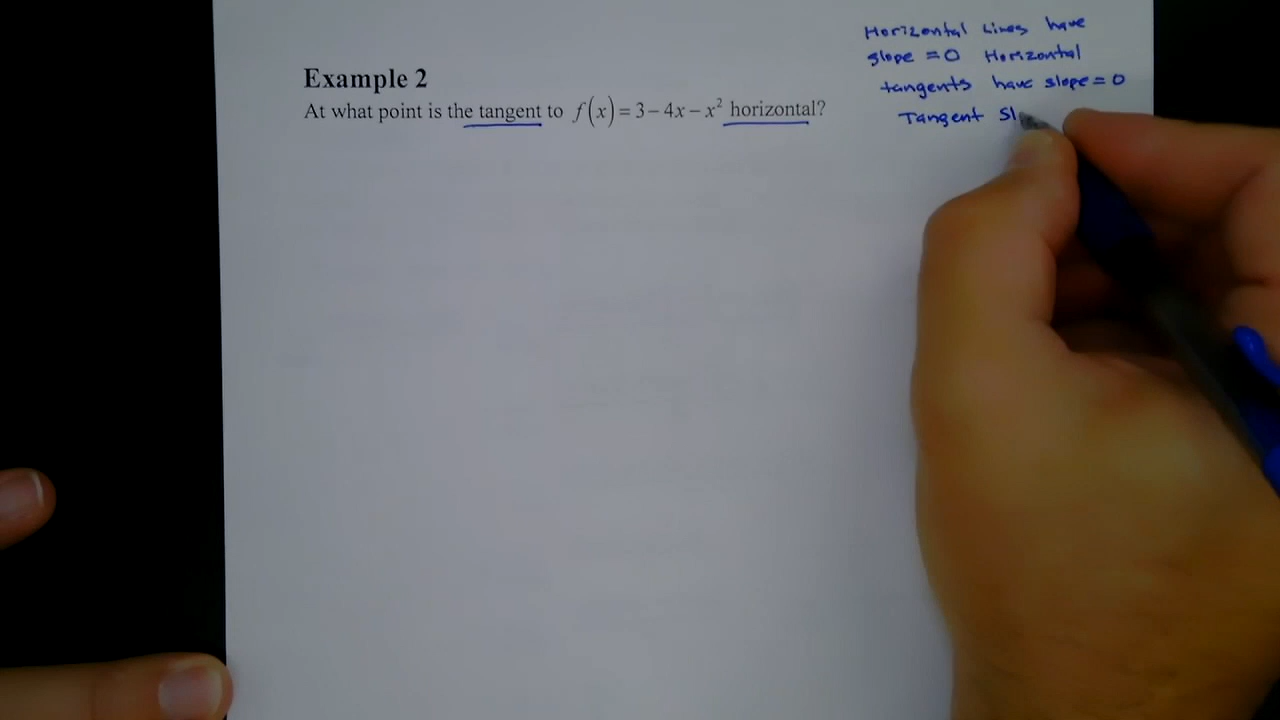 Example 2
At what point is the tangent to f(x) = 3 − 4x − x² horizontal?
Horizontal Lines have
slope = 0 Horizontal
tangents have slope = 0
Tangent Sl